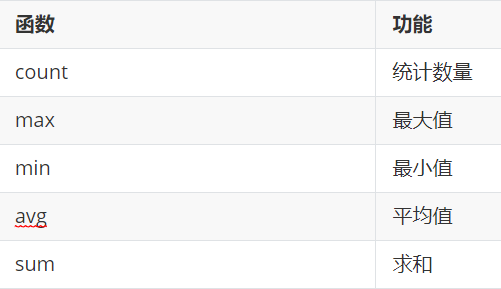 函数 功能
count 统计数量
max 最大值
min 最小值
avg 平均值
sum 求和